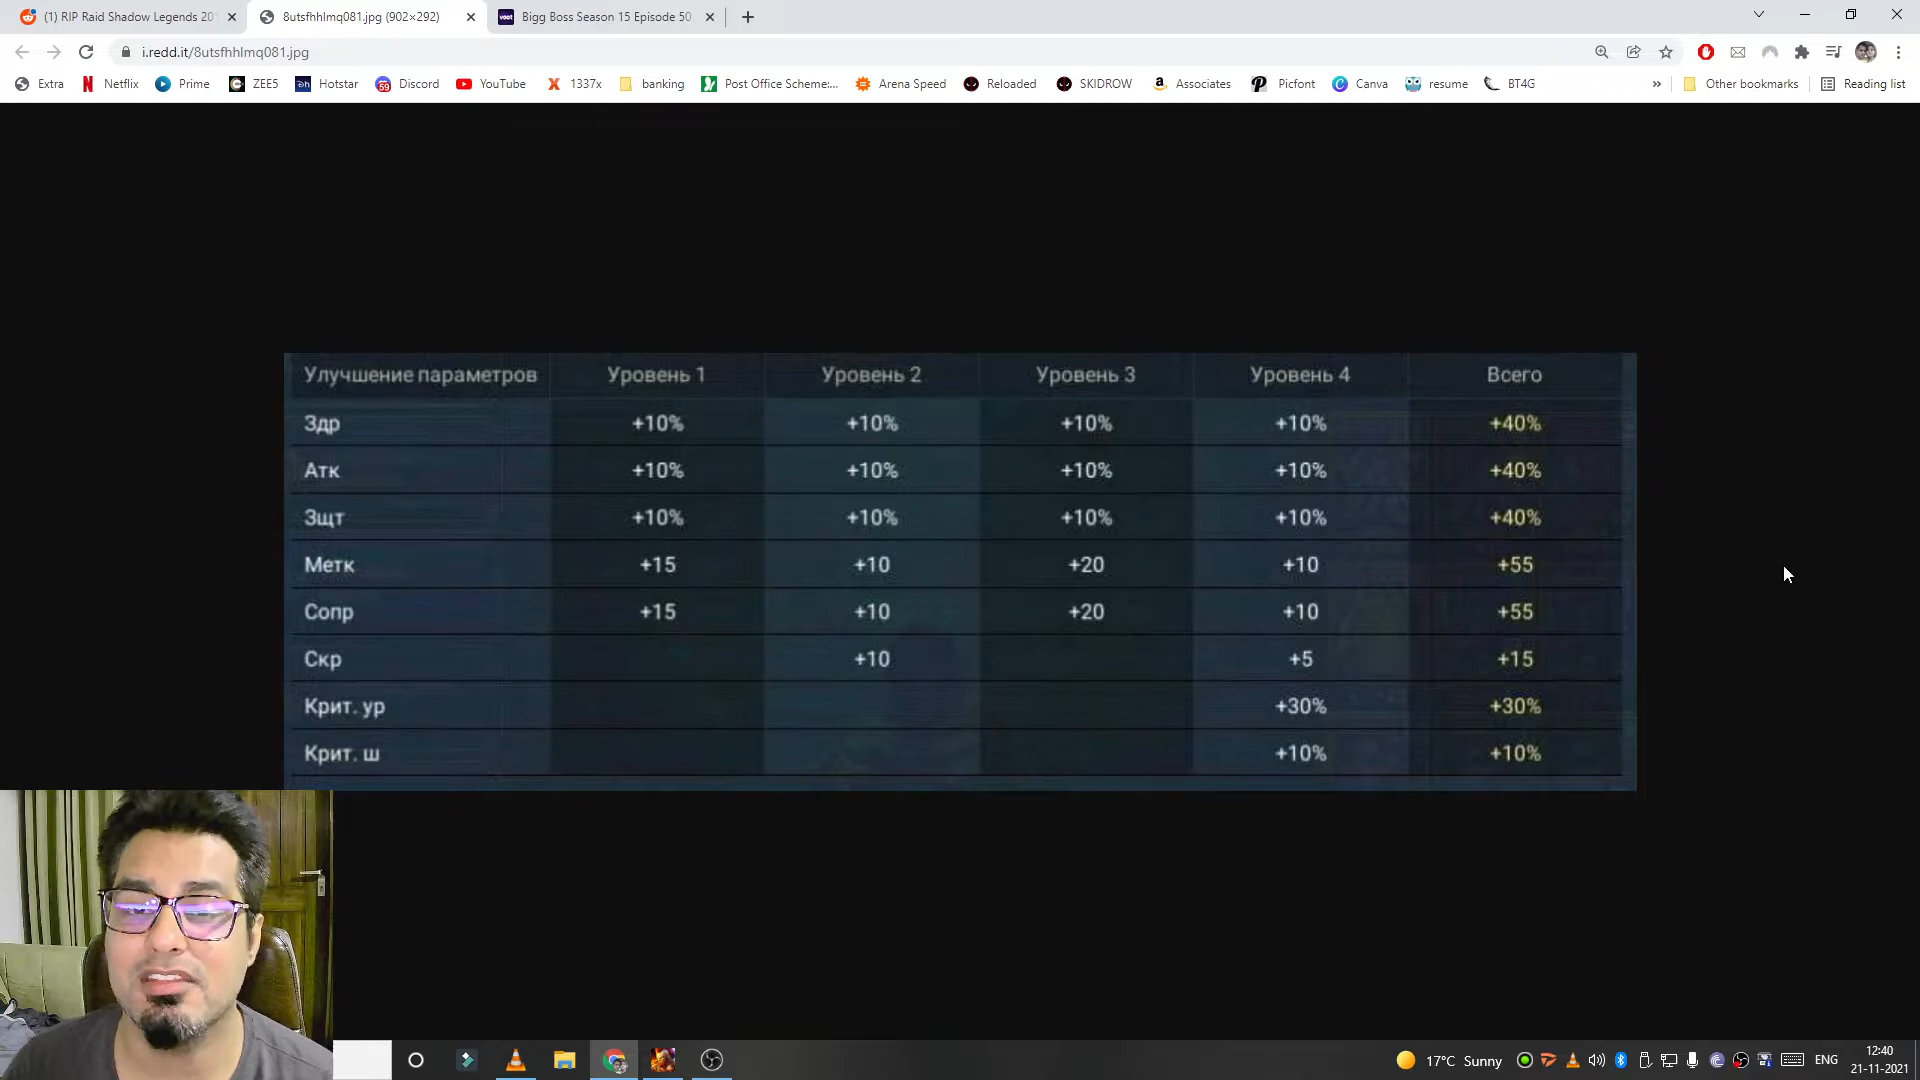 (1) RIP Raid Shadow Legends 201
8utsfhhlmq081.jpg (902×292)
voot Bigg Boss Season 15 Episode 50
i.redd.it/8utsfhhlmq081.jpg
Extra Netflix Prime ZEE5 Hotstar 59 Discord YouTube 1337x banking Post Office Scheme:... Arena Speed Reloaded SKIDROW Associates Picfont Canva resume BT4G » Other bookmarks Reading list
Улучшение параметров Уровень 1 Уровень 2 Уровень 3 Уровень 4 Всего
Здр +10% +10% +10% +10% +40%
Атк +10% +10% +10% +10% +40%
Зщт +10% +10% +10% +10% +40%
Метк +15 +10 +20 +10 +55
Сопр +15 +10 +20 +10 +55
Скр +10 +5 +15
Крит. ур +30% +30%
Крит. ш +10% +10%
17°C Sunny ENG
12:40
21-11-2021